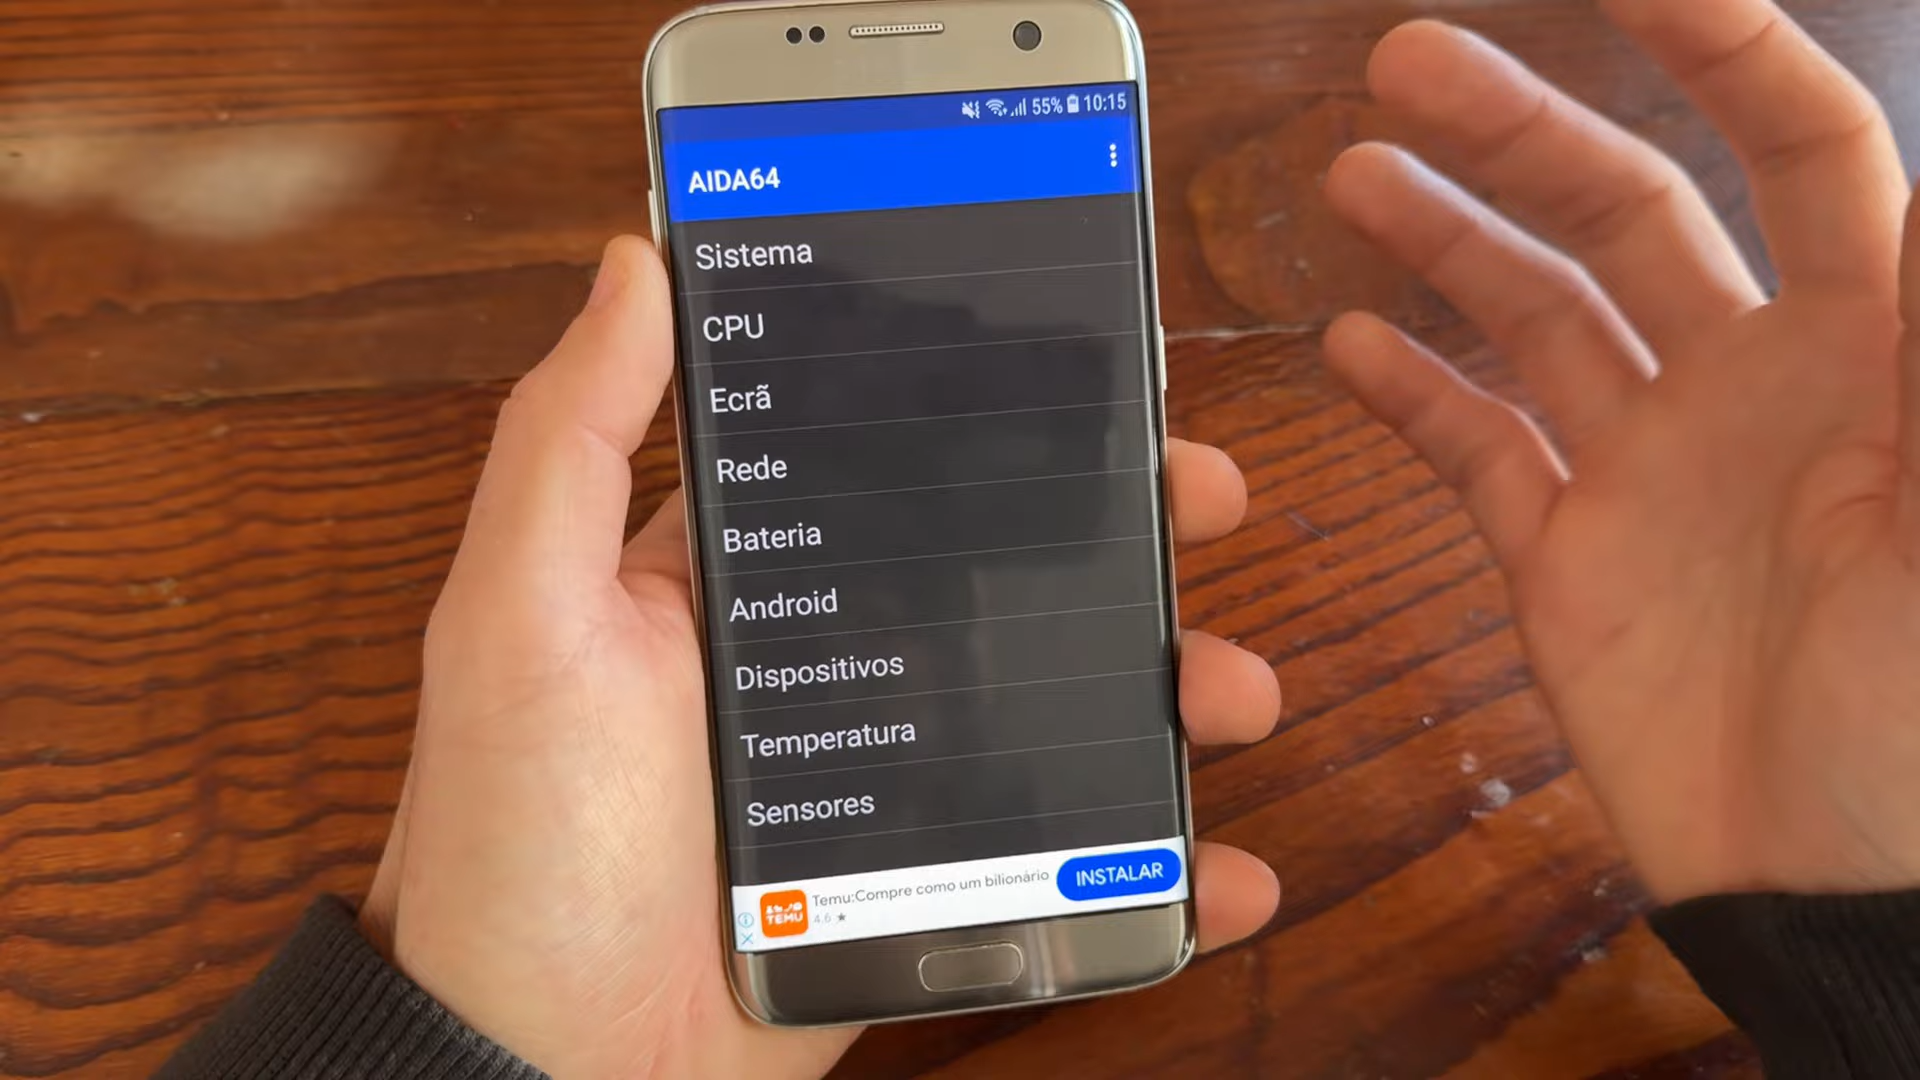 55% 10:15
AIDA64
Sistema
CPU
Ecrã
Rede
Bateria
Android
Dispositivos
Temperatura
Sensores
TEMU
Temu:Compre como um bilionário
4.6 ★
INSTALAR